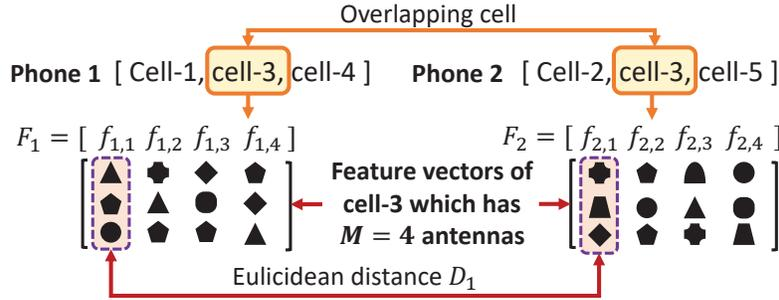 Overlapping cell
Phone 1 [ Cell-1, cell-3, cell-4 ] Phone 2 [ Cell-2, cell-3, cell-5 ]
F₁ = [ f₁,₁ f₁,₂ f₁,₃ f₁,₄ ] F₂ = [ f₂,₁ f₂,₂ f₂,₃ f₂,₄ ]
Feature vectors of
cell-3 which has
M = 4 antennas
Eulicidean distance D₁